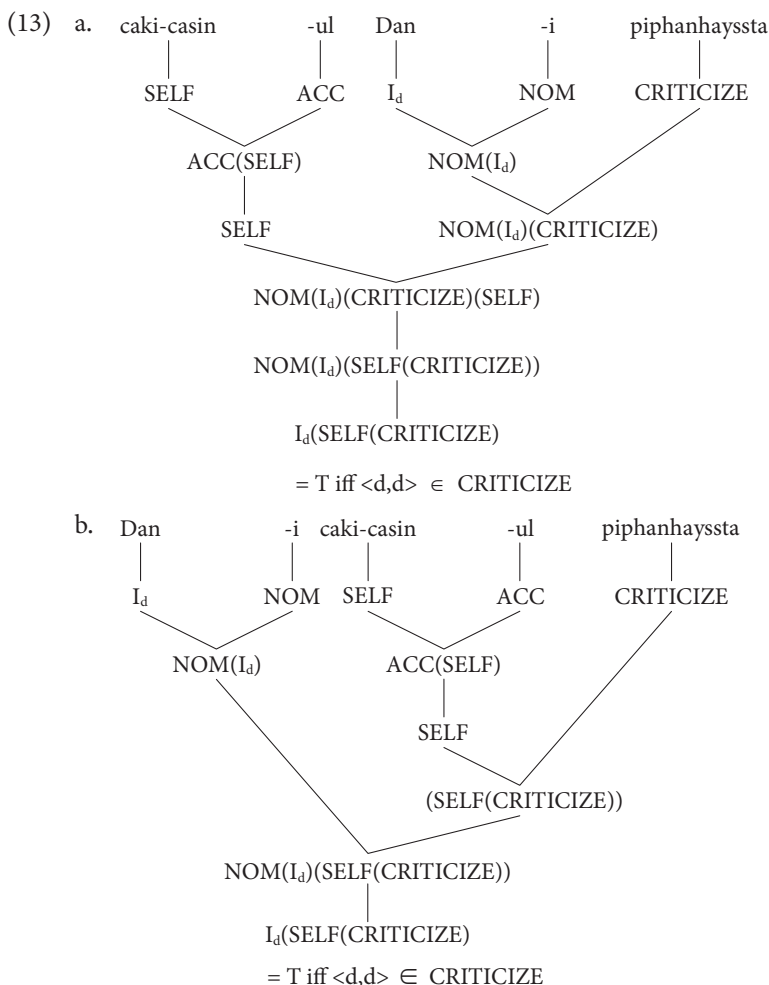 (13) a. caki-casin -ul Dan -i piphanhayssta
SELF ACC I_d NOM CRITICIZE
ACC(SELF) NOM(I_d)
SELF NOM(I_d)(CRITICIZE)
NOM(I_d)(CRITICIZE)(SELF)
NOM(I_d)(SELF(CRITICIZE))
I_d(SELF(CRITICIZE)
= T iff <d,d> ∈ CRITICIZE
b. Dan -i caki-casin -ul piphanhayssta
I_d NOM SELF ACC CRITICIZE
NOM(I_d) ACC(SELF)
SELF
(SELF(CRITICIZE))
NOM(I_d)(SELF(CRITICIZE))
I_d(SELF(CRITICIZE)
= T iff <d,d> ∈ CRITICIZE